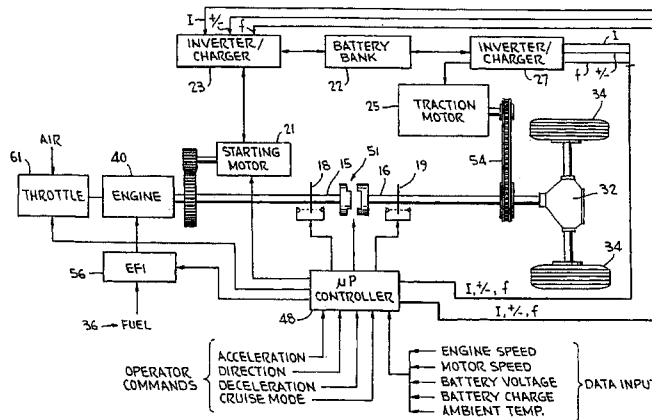 I +/- f
INVERTER/
CHARGER
23
BATTERY
BANK
22
INVERTER/
CHARGER
27
I
f +/-
25
TRACTION
MOTOR
34
21
STARTING
MOTOR
AIR
61
THROTTLE
40
ENGINE
18
15
51
16
19
54
32
34
56
EFI
36 → FUEL
μP
CONTROLLER
48
I,+/-, f
I,+/-, f
OPERATOR
COMMANDS
ACCELERATION
DIRECTION
DECELERATION
CRUISE MODE
ENGINE SPEED
MOTOR SPEED
BATTERY VOLTAGE
BATTERY CHARGE
AMBIENT TEMP.
DATA INPUT